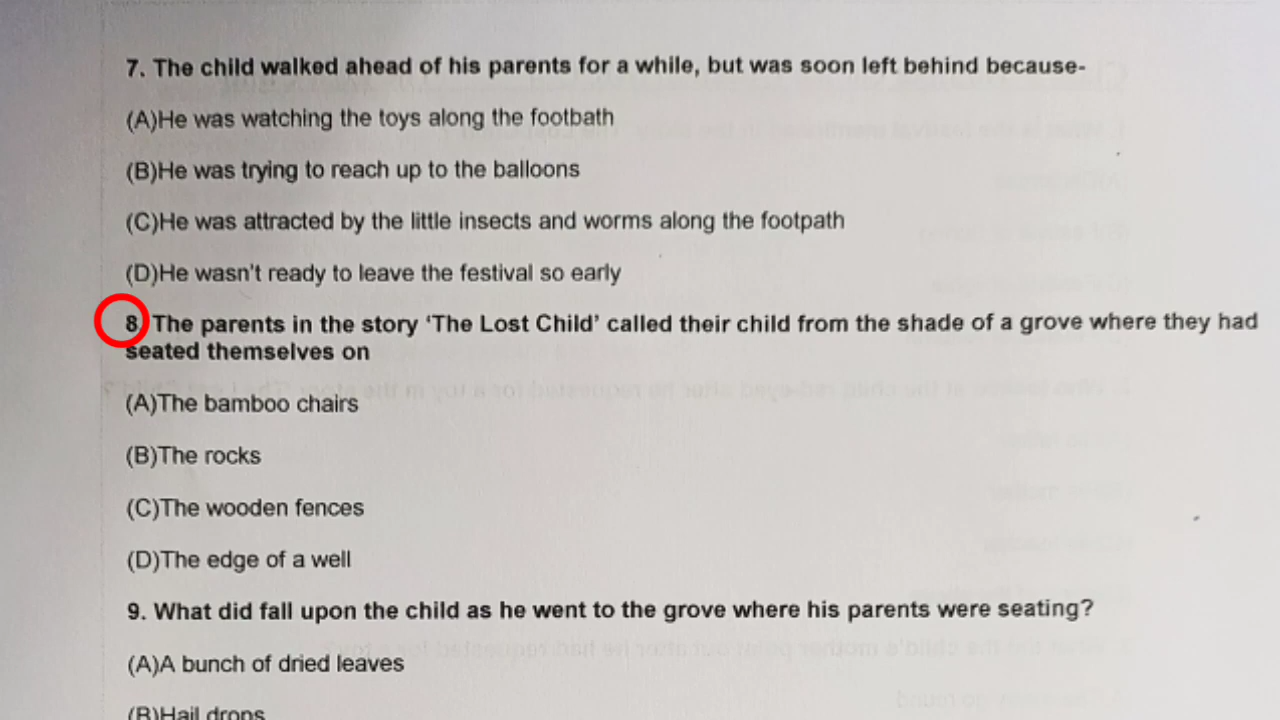 7. The child walked ahead of his parents for a while, but was soon left behind because-
(A)He was watching the toys along the footbath
(B)He was trying to reach up to the balloons
(C)He was attracted by the little insects and worms along the footpath
(D)He wasn't ready to leave the festival so early
8. The parents in the story ‘The Lost Child’ called their child from the shade of a grove where they had
seated themselves on
(A)The bamboo chairs
(B)The rocks
(C)The wooden fences
(D)The edge of a well
9. What did fall upon the child as he went to the grove where his parents were seating?
(A)A bunch of dried leaves
(B)Hail drops